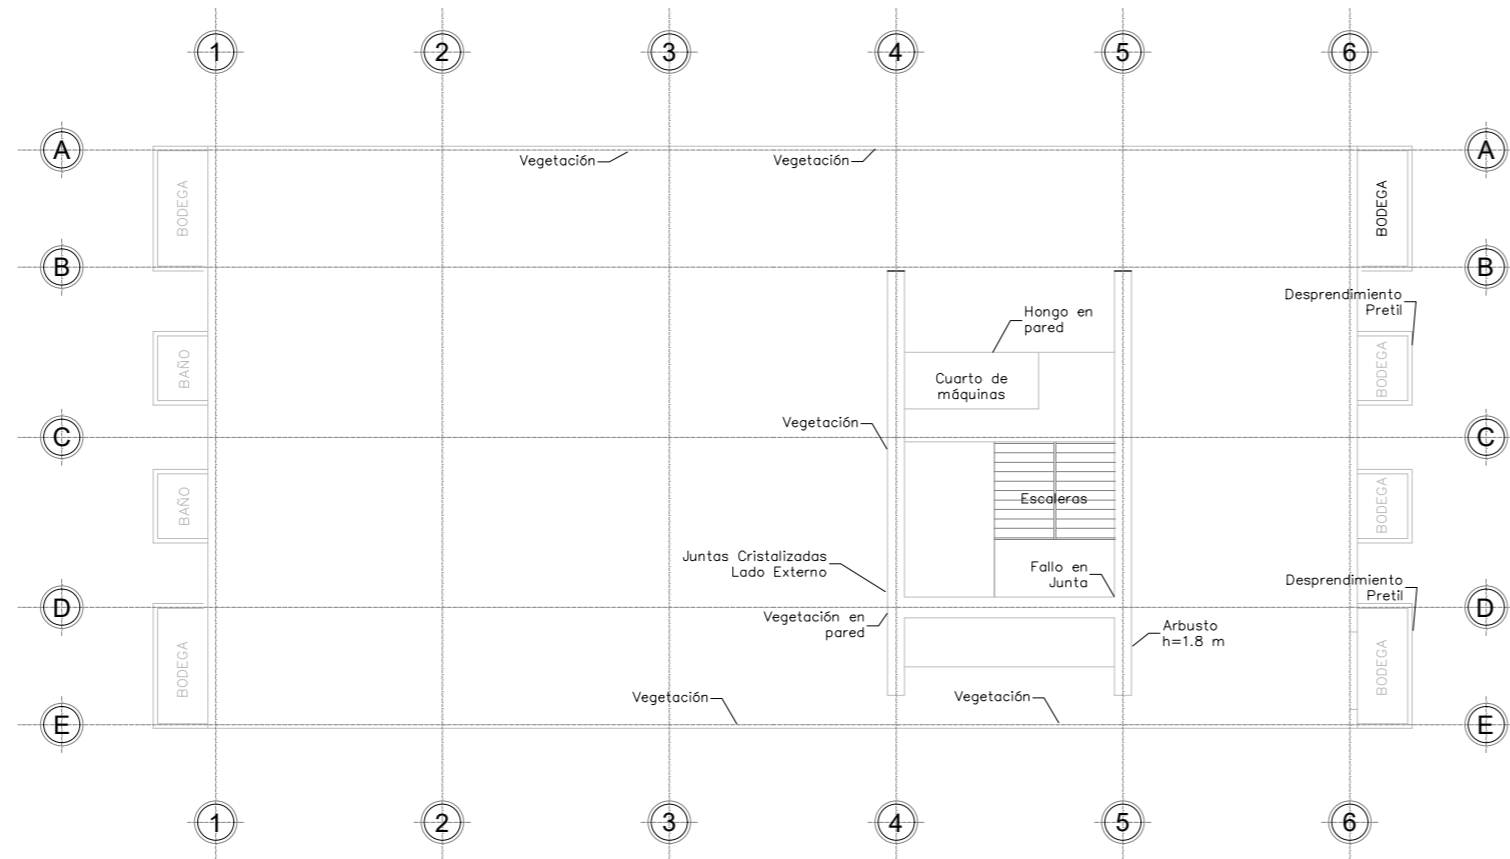 1 2 3 4 5 6
A A
Vegetación
Vegetación
BODEGA
BODEGA
B B
Desprendimiento
Pretil
Hongo en
pared
BAÑO
Cuarto de
máquinas
BODEGA
Vegetación
C C
BAÑO
Escaleras
BODEGA
Juntas Cristalizadas
Lado Externo
Fallo en
Junta
Desprendimiento
Pretil
D D
Vegetación en
pared
Arbusto
h=1.8 m
BODEGA
BODEGA
Vegetación
Vegetación
E E
1 2 3 4 5 6